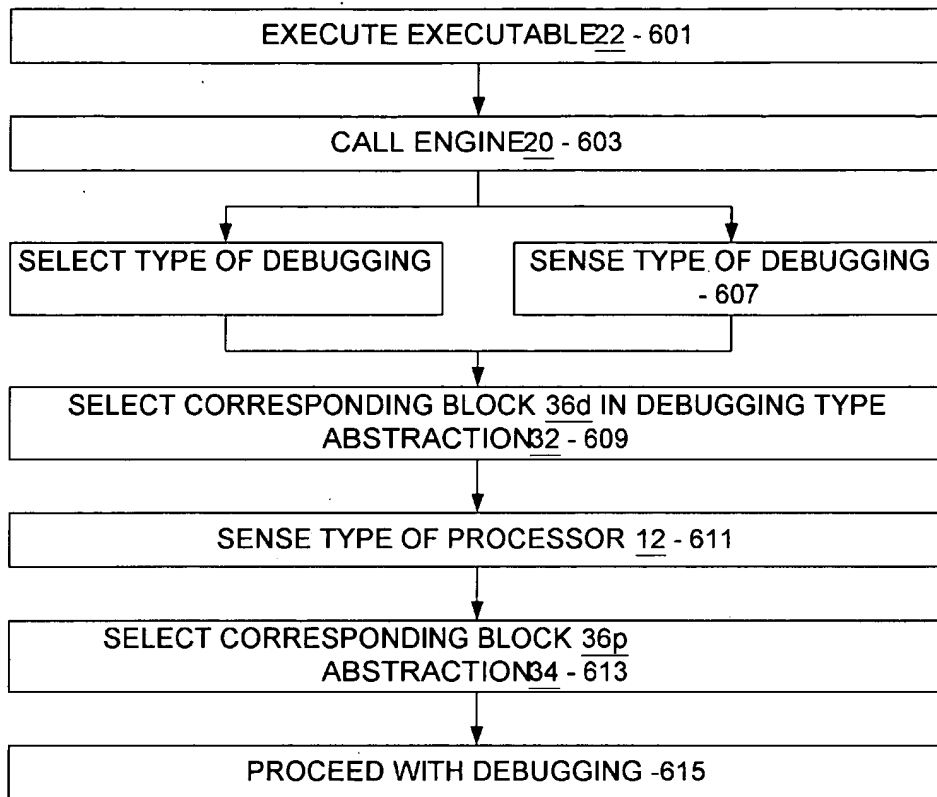 EXECUTE EXECUTABLE22 - 601
CALL ENGINE20 - 603
SELECT TYPE OF DEBUGGING
SENSE TYPE OF DEBUGGING
- 607
SELECT CORRESPONDING BLOCK 36d IN DEBUGGING TYPE
ABSTRACTION32 - 609
SENSE TYPE OF PROCESSOR 12 - 611
SELECT CORRESPONDING BLOCK 36p
ABSTRACTION34 - 613
PROCEED WITH DEBUGGING -615